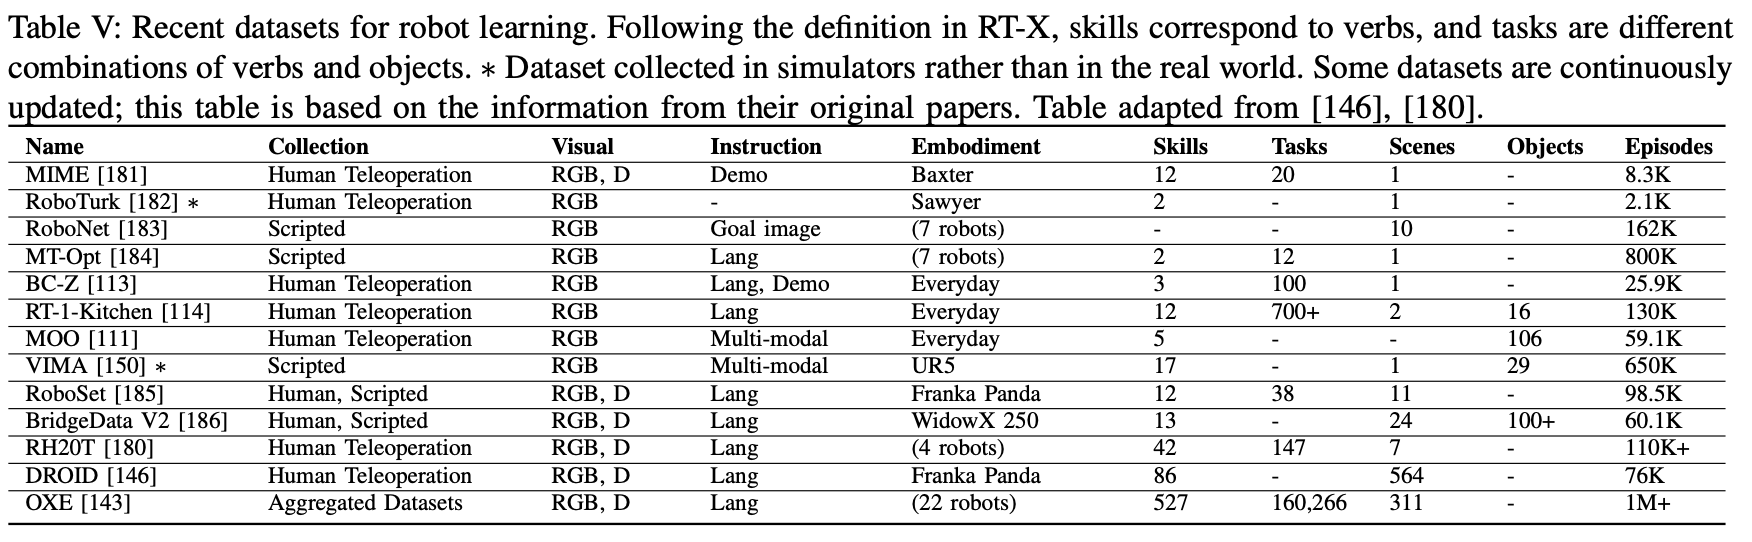 Table V: Recent datasets for robot learning. Following the definition in RT-X, skills correspond to verbs, and tasks are different
combinations of verbs and objects. ∗ Dataset collected in simulators rather than in the real world. Some datasets are continuously
updated; this table is based on the information from their original papers. Table adapted from [146], [180].
Name Collection Visual Instruction Embodiment Skills Tasks Scenes Objects Episodes
MIME [181] Human Teleoperation RGB, D Demo Baxter 12 20 1 - 8.3K
RoboTurk [182] ∗ Human Teleoperation RGB - Sawyer 2 - 1 - 2.1K
RoboNet [183] Scripted RGB Goal image (7 robots) - - 10 - 162K
MT-Opt [184] Scripted RGB Lang (7 robots) 2 12 1 - 800K
BC-Z [113] Human Teleoperation RGB Lang, Demo Everyday 3 100 1 - 25.9K
RT-1-Kitchen [114] Human Teleoperation RGB Lang Everyday 12 700+ 2 16 130K
MOO [111] Human Teleoperation RGB Multi-modal Everyday 5 - - 106 59.1K
VIMA [150] ∗ Scripted RGB Multi-modal UR5 17 - 1 29 650K
RoboSet [185] Human, Scripted RGB, D Lang Franka Panda 12 38 11 - 98.5K
BridgeData V2 [186] Human, Scripted RGB, D Lang WidowX 250 13 - 24 100+ 60.1K
RH20T [180] Human Teleoperation RGB, D Lang (4 robots) 42 147 7 - 110K+
DROID [146] Human Teleoperation RGB, D Lang Franka Panda 86 - 564 - 76K
OXE [143] Aggregated Datasets RGB, D Lang (22 robots) 527 160,266 311 - 1M+